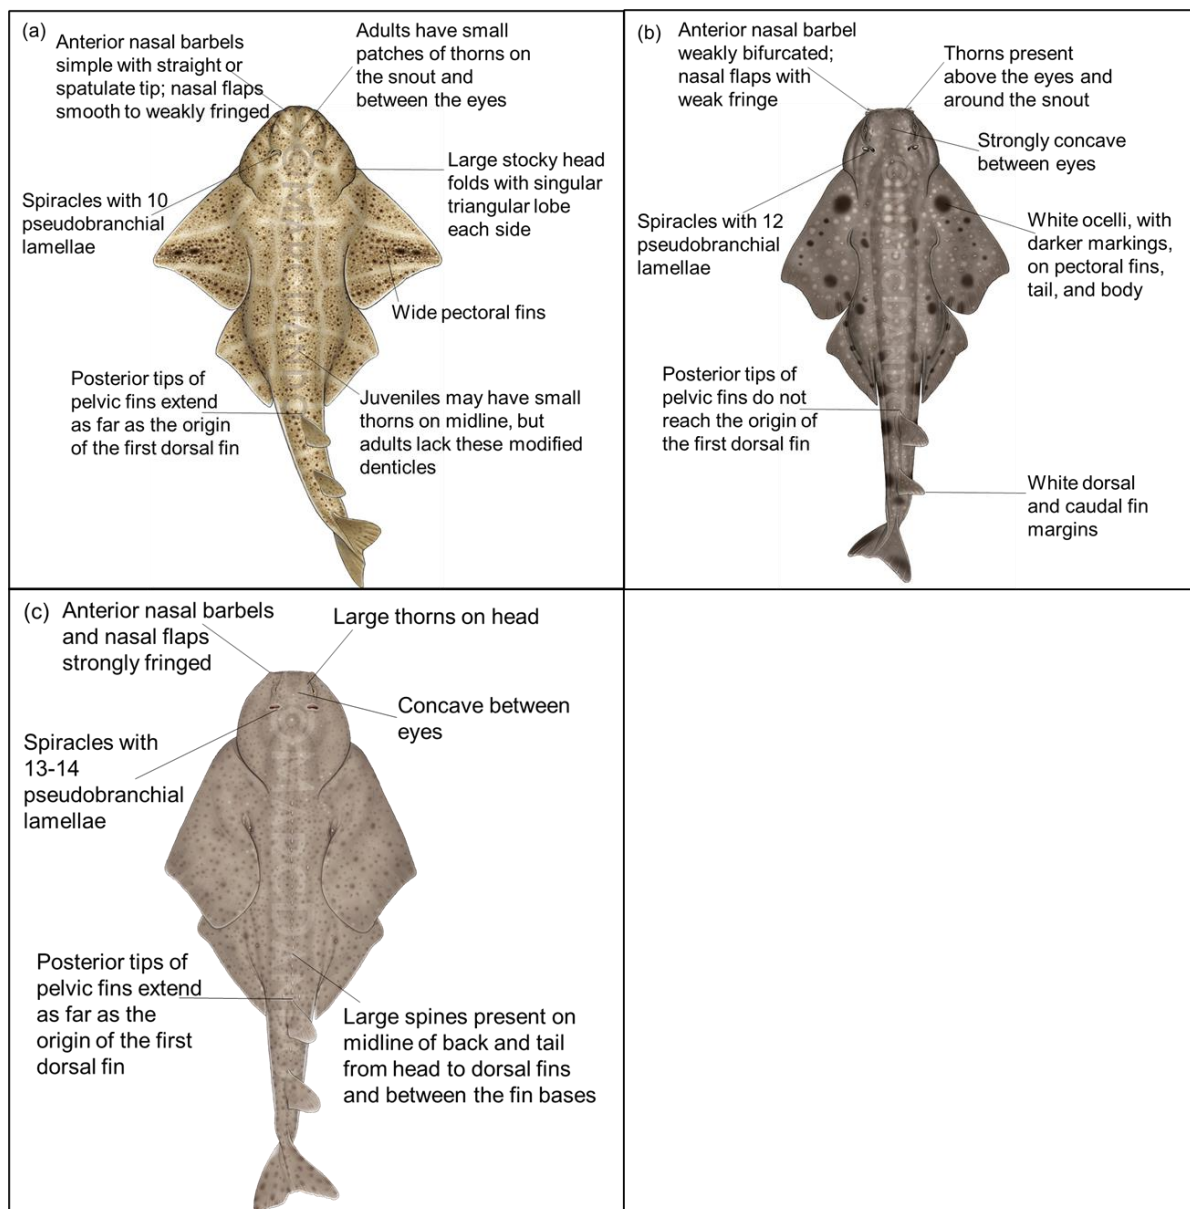 (a)
Anterior nasal barbels
simple with straight or
spatulate tip; nasal flaps
smooth to weakly fringed
Adults have small
patches of thorns on
the snout and
between the eyes
Large stocky head
folds with singular
triangular lobe
each side
Spiracles with 10
pseudobranchial
lamellae
Wide pectoral fins
Posterior tips of
pelvic fins extend
as far as the origin
of the first dorsal fin
Juveniles may have small
thorns on midline, but
adults lack these modified
denticles
(b)
Anterior nasal barbel
weakly bifurcated;
nasal flaps with
weak fringe
Thorns present
above the eyes and
around the snout
Strongly concave
between eyes
Spiracles with 12
pseudobranchial
lamellae
White ocelli, with
darker markings,
on pectoral fins,
tail, and body
Posterior tips of
pelvic fins do not
reach the origin of
the first dorsal fin
White dorsal
and caudal fin
margins
(c)
Anterior nasal barbels
and nasal flaps
strongly fringed
Large thorns on head
Concave between
eyes
Spiracles with
13-14
pseudobranchial
lamellae
Posterior tips of
pelvic fins extend
as far as the
origin of the first
dorsal fin
Large spines present on
midline of back and tail
from head to dorsal fins
and between the fin bases